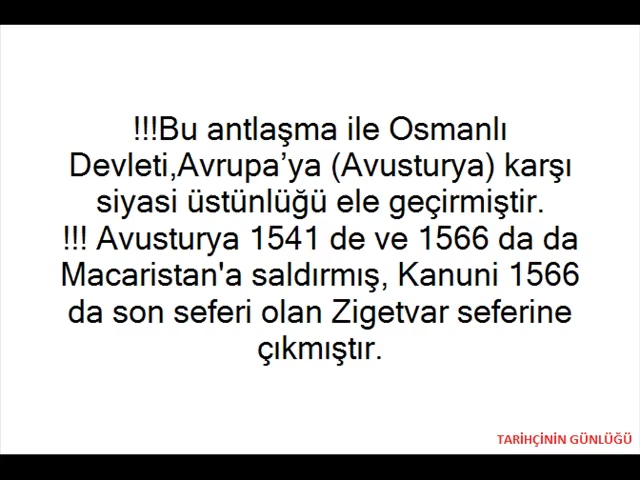 !!!Bu antlaşma ile Osmanlı
Devleti,Avrupa’ya (Avusturya) karşı
siyasi üstünlüğü ele geçirmiştir.
!!! Avusturya 1541 de ve 1566 da da
Macaristan'a saldırmış, Kanuni 1566
da son seferi olan Zigetvar seferine
çıkmıştır.
TARİHÇİNİN GÜNLÜĞÜ